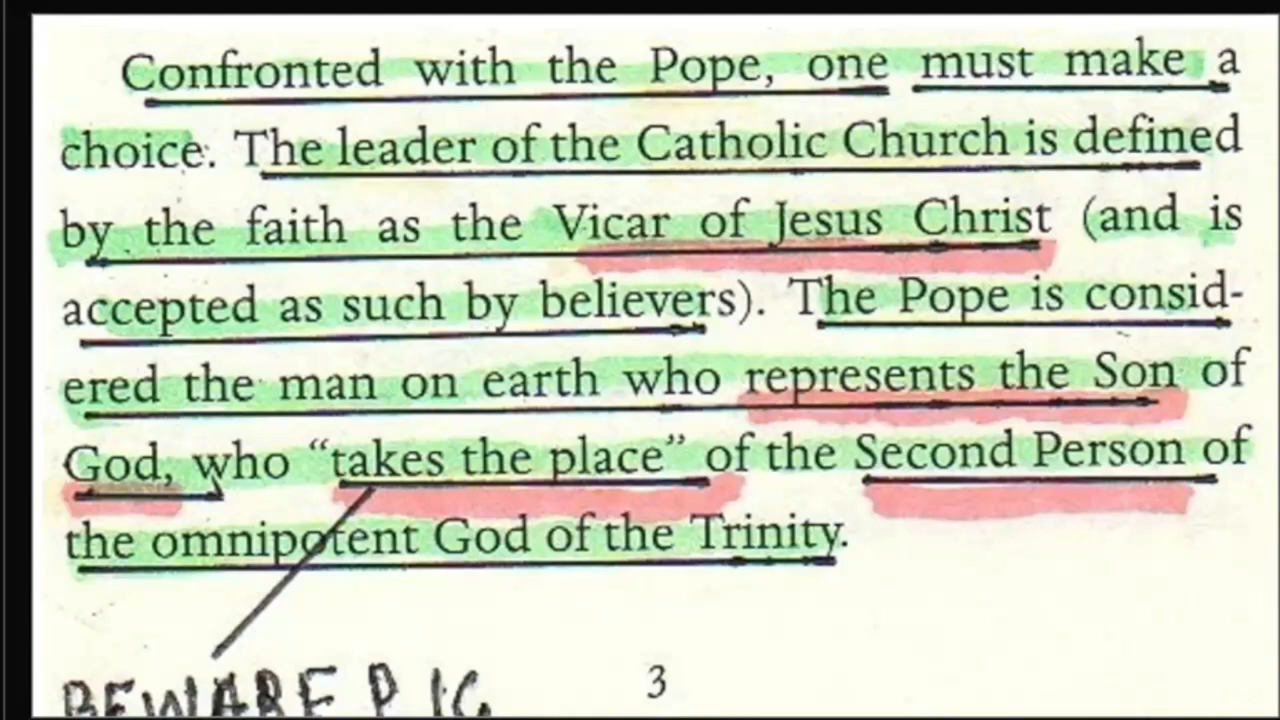 Confronted with the Pope, one must make a
choice. The leader of the Catholic Church is defined
by the faith as the Vicar of Jesus Christ (and is
accepted as such by believers). The Pope is consid-
ered the man on earth who represents the Son of
God, who “takes the place” of the Second Person of
the omnipotent God of the Trinity.
BEWARE P. 16
3